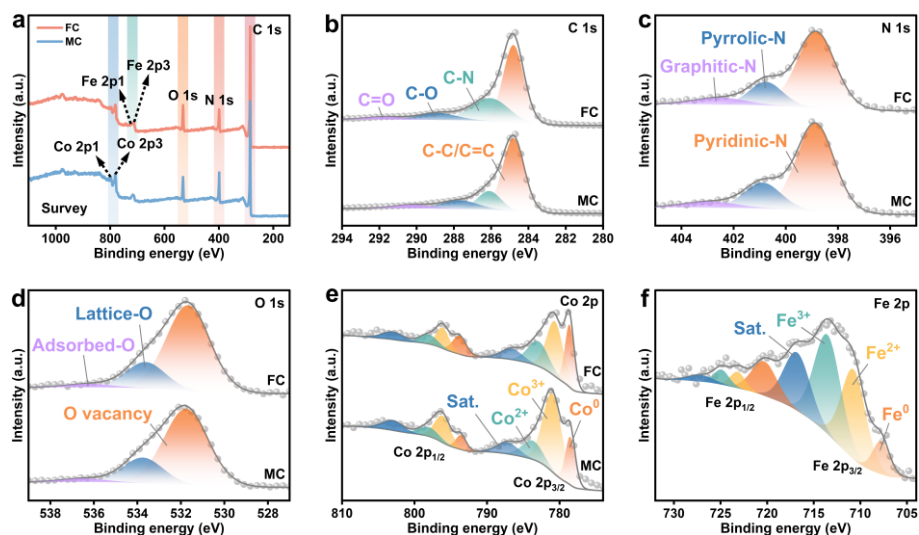 a
FC
MC
C 1s
Fe 2p1
Fe 2p3
O 1s
N 1s
Co 2p1
Co 2p3
Survey
Intensity (a.u.)
1000 800 600 400 200
Binding energy (eV)
b
C 1s
C=O
C-O
C-N
FC
C-C/C=C
MC
Intensity (a.u.)
294 292 290 288 286 284 282 280
Binding energy (eV)
c
N 1s
Pyrrolic-N
Graphitic-N
FC
Pyridinic-N
MC
Intensity (a.u.)
404 402 400 398 396
Binding energy (eV)
d
O 1s
Lattice-O
Adsorbed-O
FC
O vacancy
MC
Intensity (a.u.)
538 536 534 532 530 528
Binding energy (eV)
e
Co 2p
FC
Co³⁺
Sat.
Co²⁺
Co⁰
Co 2p₁/₂
MC
Co 2p₃/₂
Intensity (a.u.)
810 800 790 780
Binding energy (eV)
f
Fe 2p
Fe³⁺
Sat.
Fe²⁺
Fe 2p₁/₂
Fe⁰
Fe 2p₃/₂
Intensity (a.u.)
730 725 720 715 710 705
Binding energy (eV)